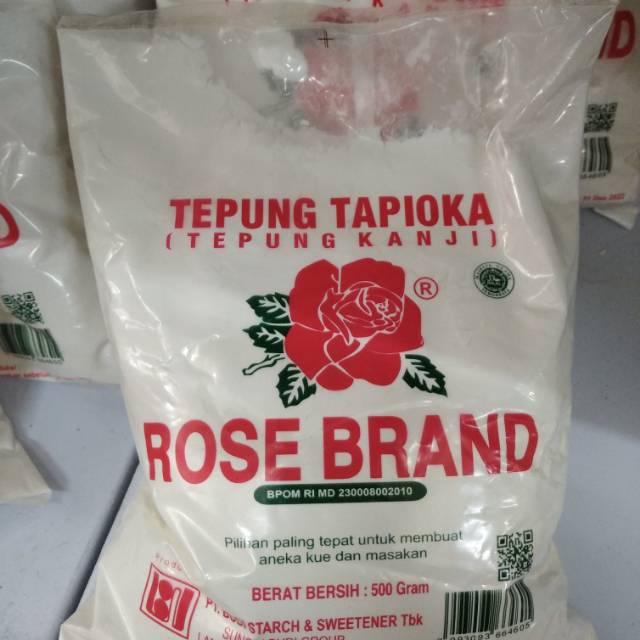 TEPUNG TAPIOKA
(TEPUNG KANJI)
®
ROSE BRAND
BPOM RI MD 230008002010
Pilihan paling tepat untuk membuat
aneka kue dan masakan
BERAT BERSIH : 500 Gram
STARCH & SWEETENER Tbk
BRAND